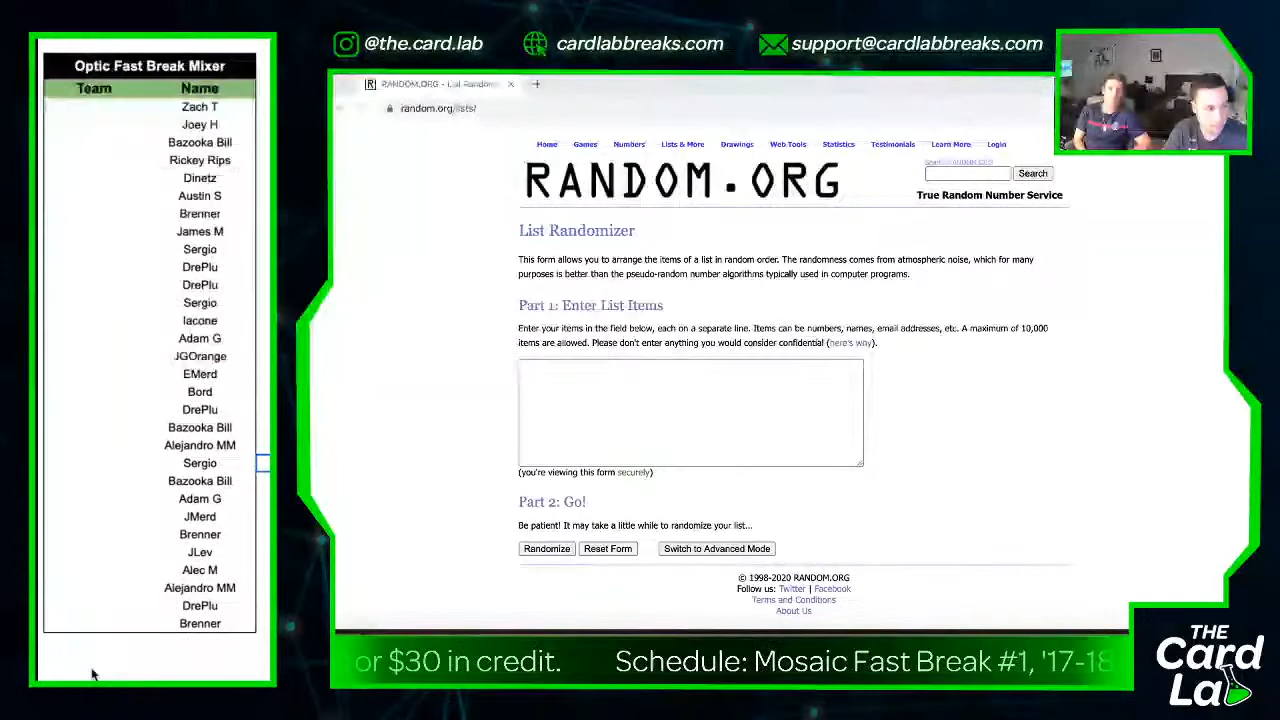 @the.card.lab
cardlabbreaks.com
support@cardlabbreaks.com
Optic Fast Break Mixer
Team Name
Zach T
Joey H
Bazooka Bill
Rickey Rips
Dinetz
Austin S
Brenner
James M
Sergio
DrePlu
DrePlu
Sergio
Iacone
Adam G
JGOrange
EMerd
Bord
DrePlu
Bazooka Bill
Alejandro MM
Sergio
Bazooka Bill
Adam G
JMerd
Brenner
JLev
Alec M
Alejandro MM
DrePlu
Brenner
RANDOM.ORG - List Random
random.org/lists/
Home Games Numbers Lists & More Drawings Web Tools Statistics Testimonials Learn More Login
RANDOM.ORG
Search RANDOM.ORG
Search
True Random Number Service
List Randomizer
This form allows you to arrange the items of a list in random order. The randomness comes from atmospheric noise, which for many
purposes is better than the pseudo-random number algorithms typically used in computer programs.
Part 1: Enter List Items
Enter your items in the field below, each on a separate line. Items can be numbers, names, email addresses, etc. A maximum of 10,000
items are allowed. Please don't enter anything you would consider confidential (here's why).
(you're viewing this form securely)
Part 2: Go!
Be patient! It may take a little while to randomize your list...
Randomize Reset Form Switch to Advanced Mode
© 1998-2020 RANDOM.ORG
Follow us: Twitter | Facebook
Terms and Conditions
About Us
or $30 in credit. Schedule: Mosaic Fast Break #1, '17-18
THE
Card
Lab